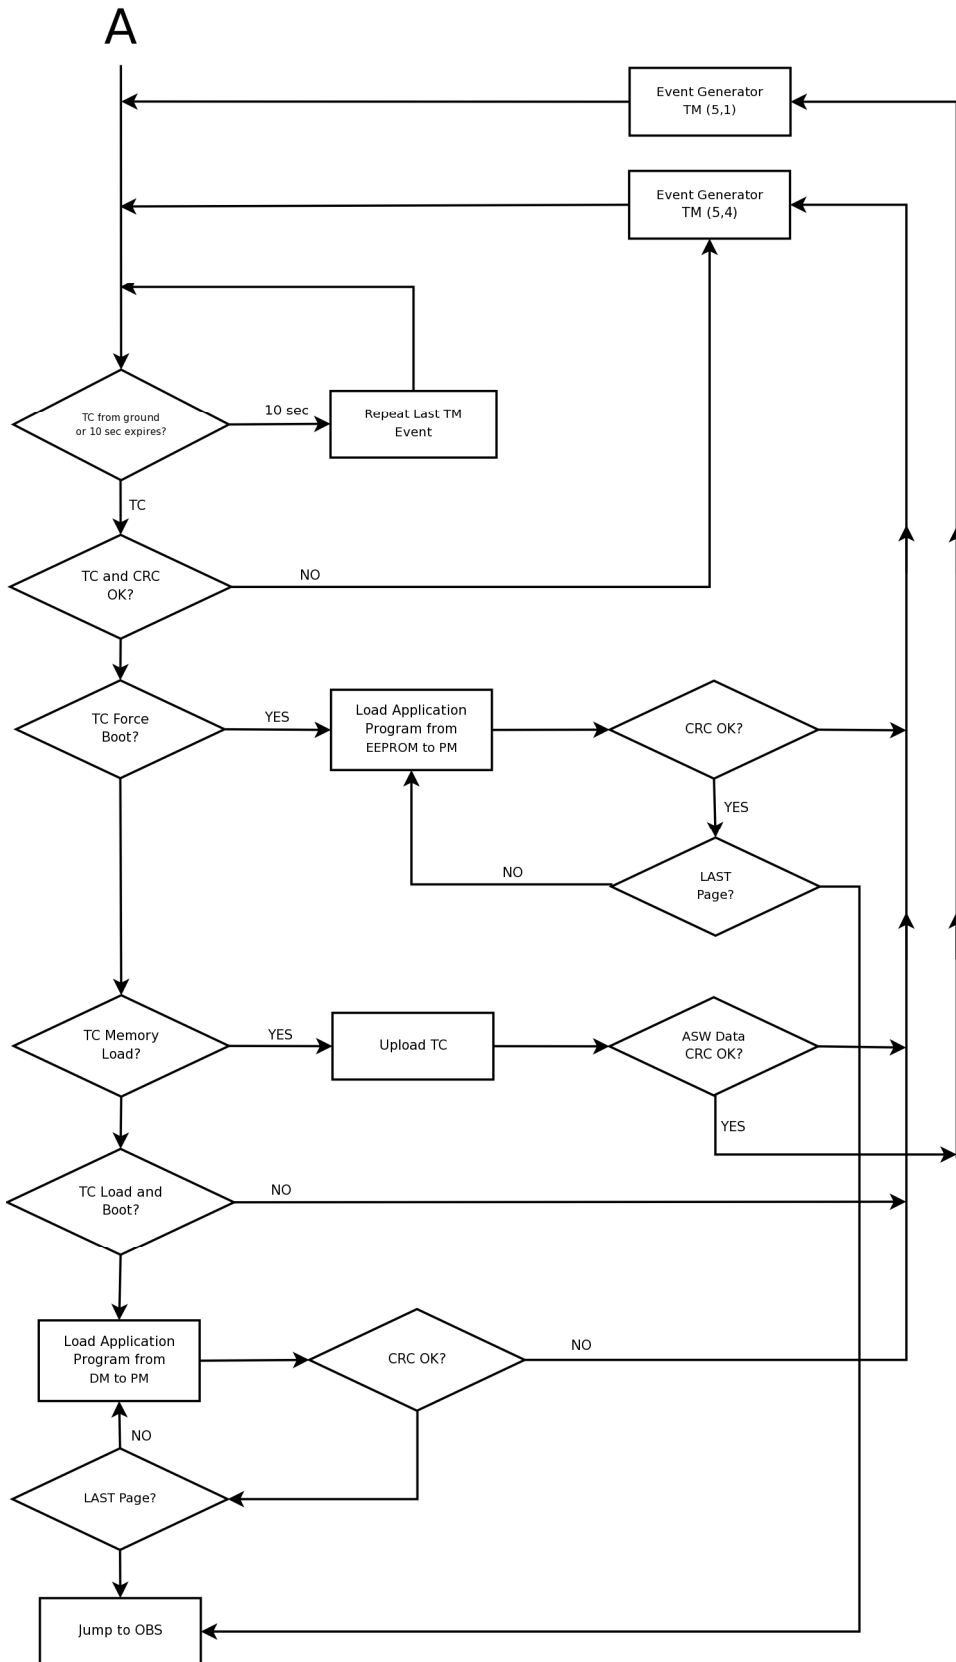 A
Event Generator
TM (5,1)
Event Generator
TM (5,4)
TC from ground
or 10 sec expires?
10 sec
Repeat Last TM
Event
TC
TC and CRC
OK?
NO
TC Force
Boot?
YES
Load Application
Program from
EEPROM to PM
CRC OK?
YES
LAST
Page?
NO
TC Memory
Load?
YES
Upload TC
ASW Data
CRC OK?
YES
TC Load and
Boot?
NO
Load Application
Program from
DM to PM
CRC OK?
NO
NO
LAST Page?
Jump to OBS